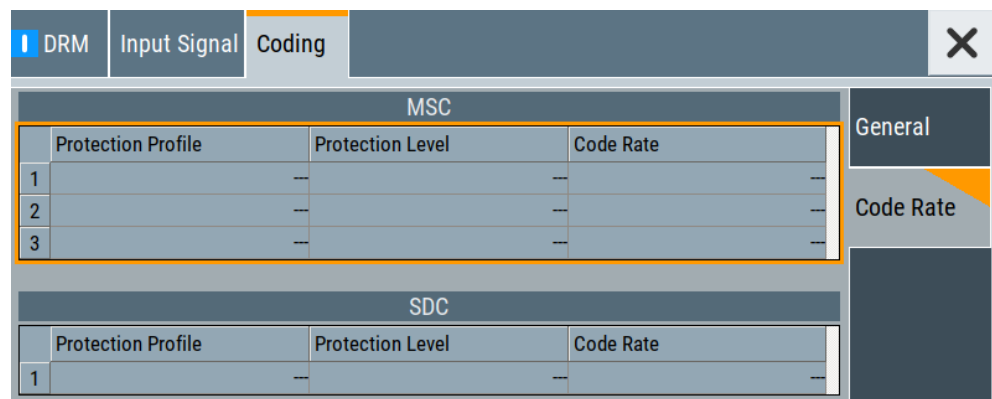 DRM Input Signal Coding
MSC
Protection Profile Protection Level Code Rate
1 --- --- ---
2 --- --- ---
3 --- --- ---
SDC
Protection Profile Protection Level Code Rate
1 --- --- ---
General
Code Rate